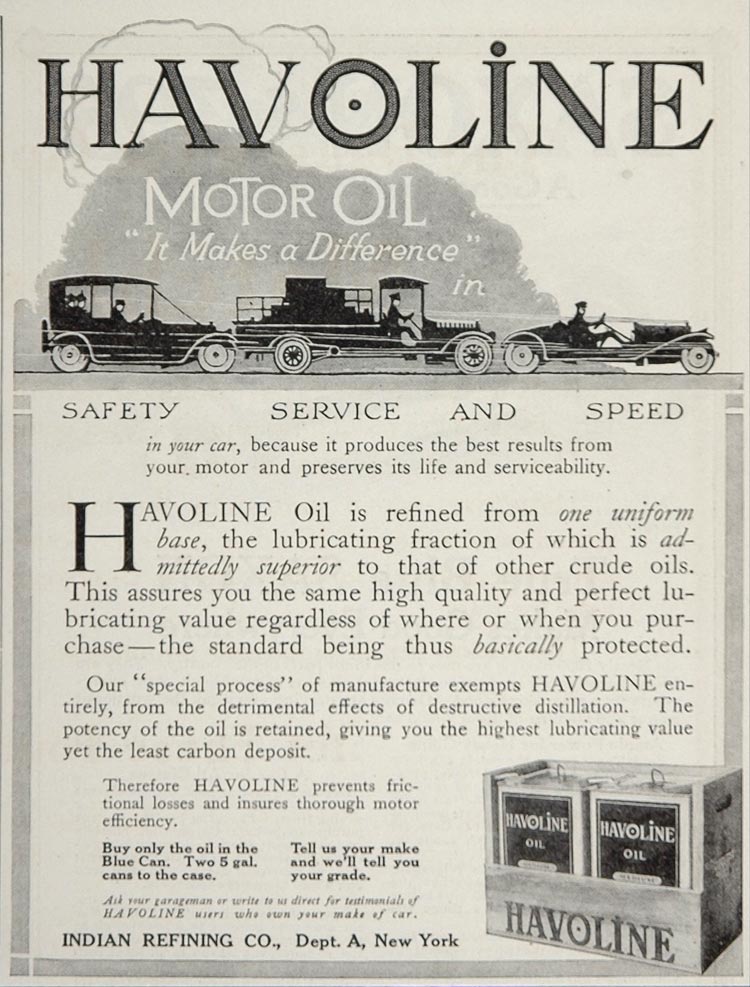 HAVOLINE
MOTOR OIL
"It Makes a Difference"
in
SAFETY SERVICE AND SPEED
in your car, because it produces the best results from
your. motor and preserves its life and serviceability.
HAVOLINE Oil is refined from one uniform
base, the lubricating fraction of which is ad-
mittedly superior to that of other crude oils.
This assures you the same high quality and perfect lu-
bricating value regardless of where or when you pur-
chase—the standard being thus basically protected.
Our "special process" of manufacture exempts HAVOLINE en-
tirely, from the detrimental effects of destructive distillation. The
potency of the oil is retained, giving you the highest lubricating value
yet the least carbon deposit.
Therefore HAVOLINE prevents fric-
tional losses and insures thorough motor
efficiency.
Buy only the oil in the
Blue Can. Two 5 gal.
cans to the case.
Tell us your make
and we'll tell you
your grade.
Ask your garageman or write to us direct for testimonials of
HAVOLINE users who own your make of car.
INDIAN REFINING CO., Dept. A, New York
HAVOLINE
OIL
HAVOLINE
OIL
HAVOLINE